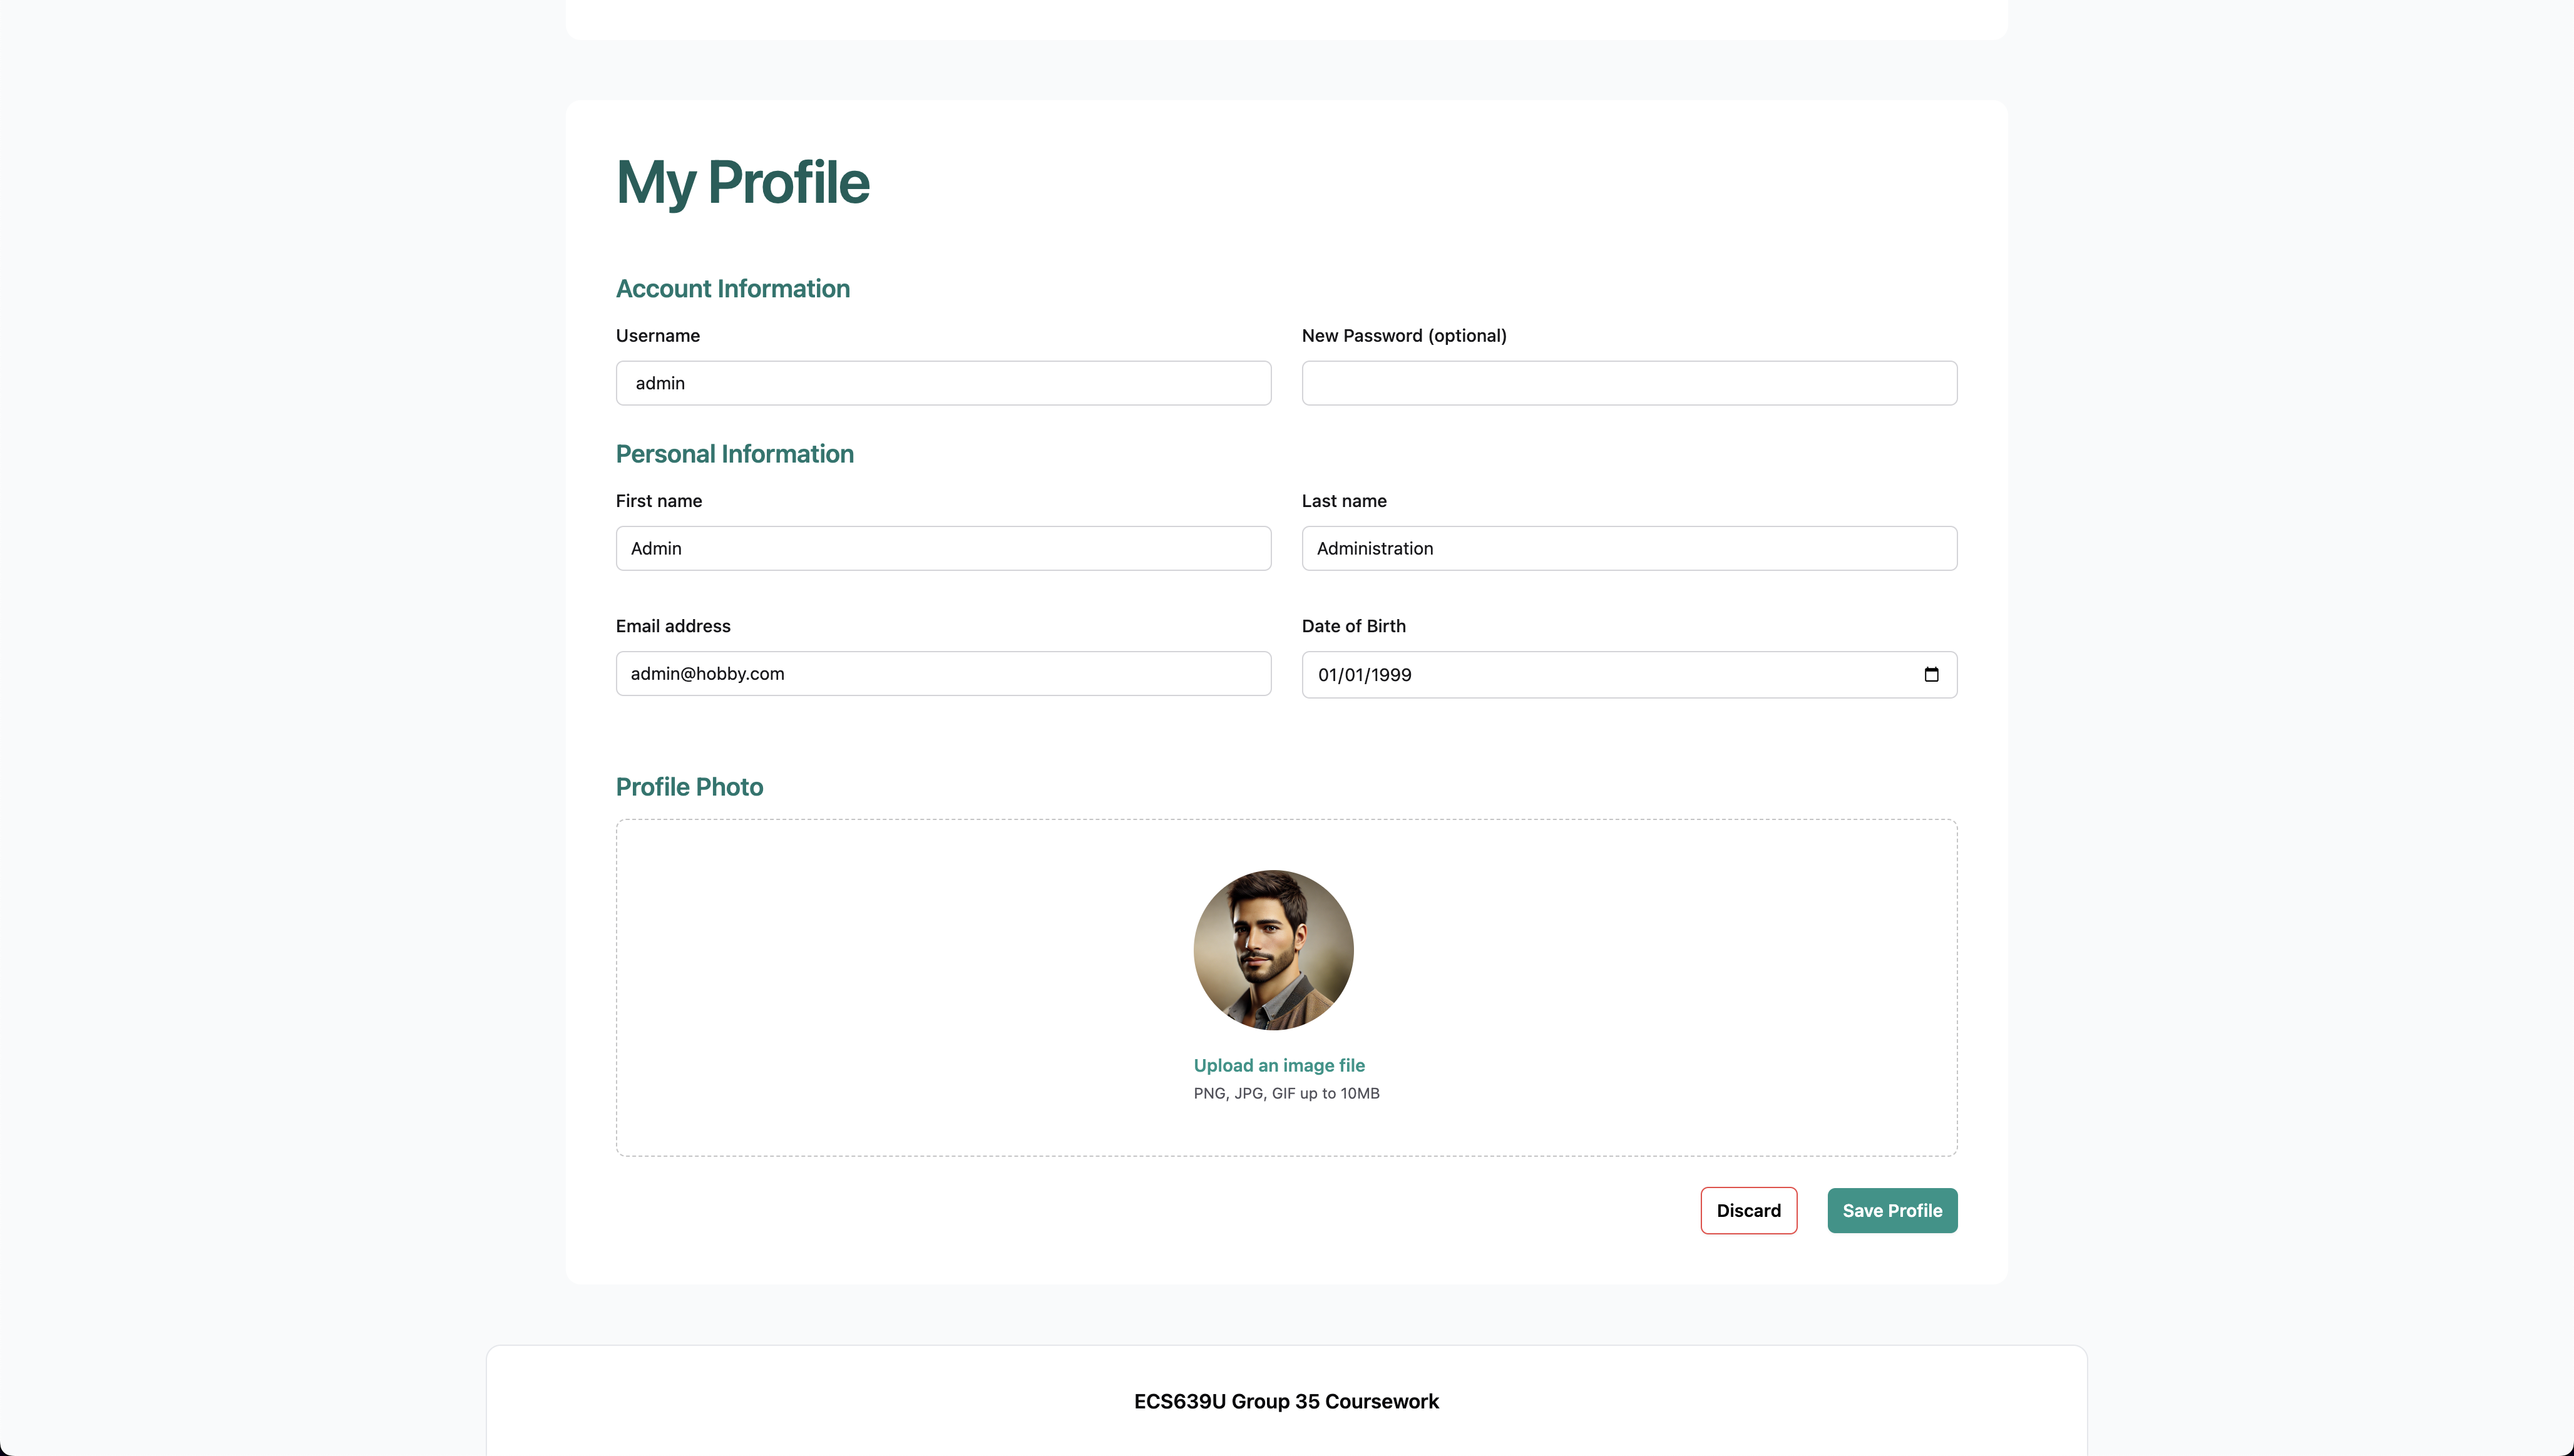 My Profile
Account Information
Username
New Password (optional)
admin
Personal Information
First name
Last name
Admin
Administration
Email address
Date of Birth
admin@hobby.com
01/01/1999
Profile Photo
Upload an image file
PNG, JPG, GIF up to 10MB
Discard
Save Profile
ECS639U Group 35 Coursework